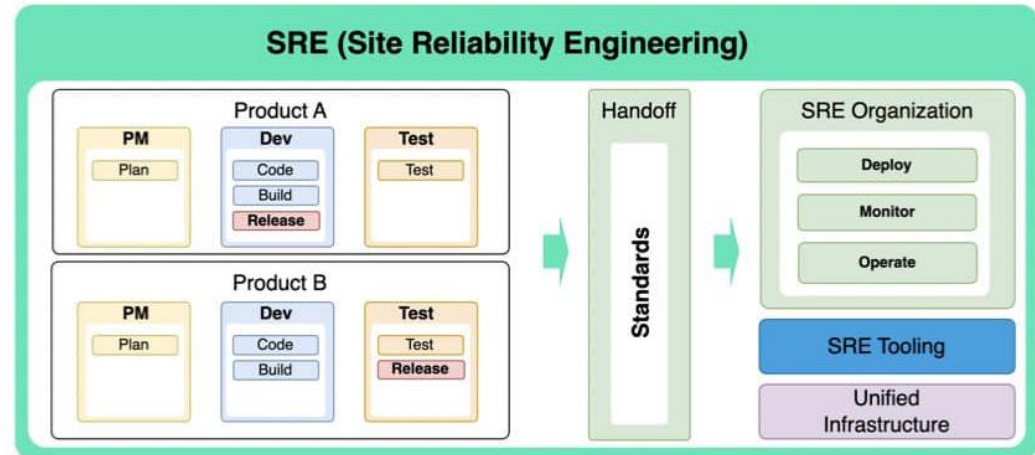 SRE (Site Reliability Engineering)
Product A
PM
Plan
Dev
Code
Build
Release
Test
Test
Product B
PM
Plan
Dev
Code
Build
Test
Test
Release
Handoff
Standards
SRE Organization
Deploy
Monitor
Operate
SRE Tooling
Unified
Infrastructure